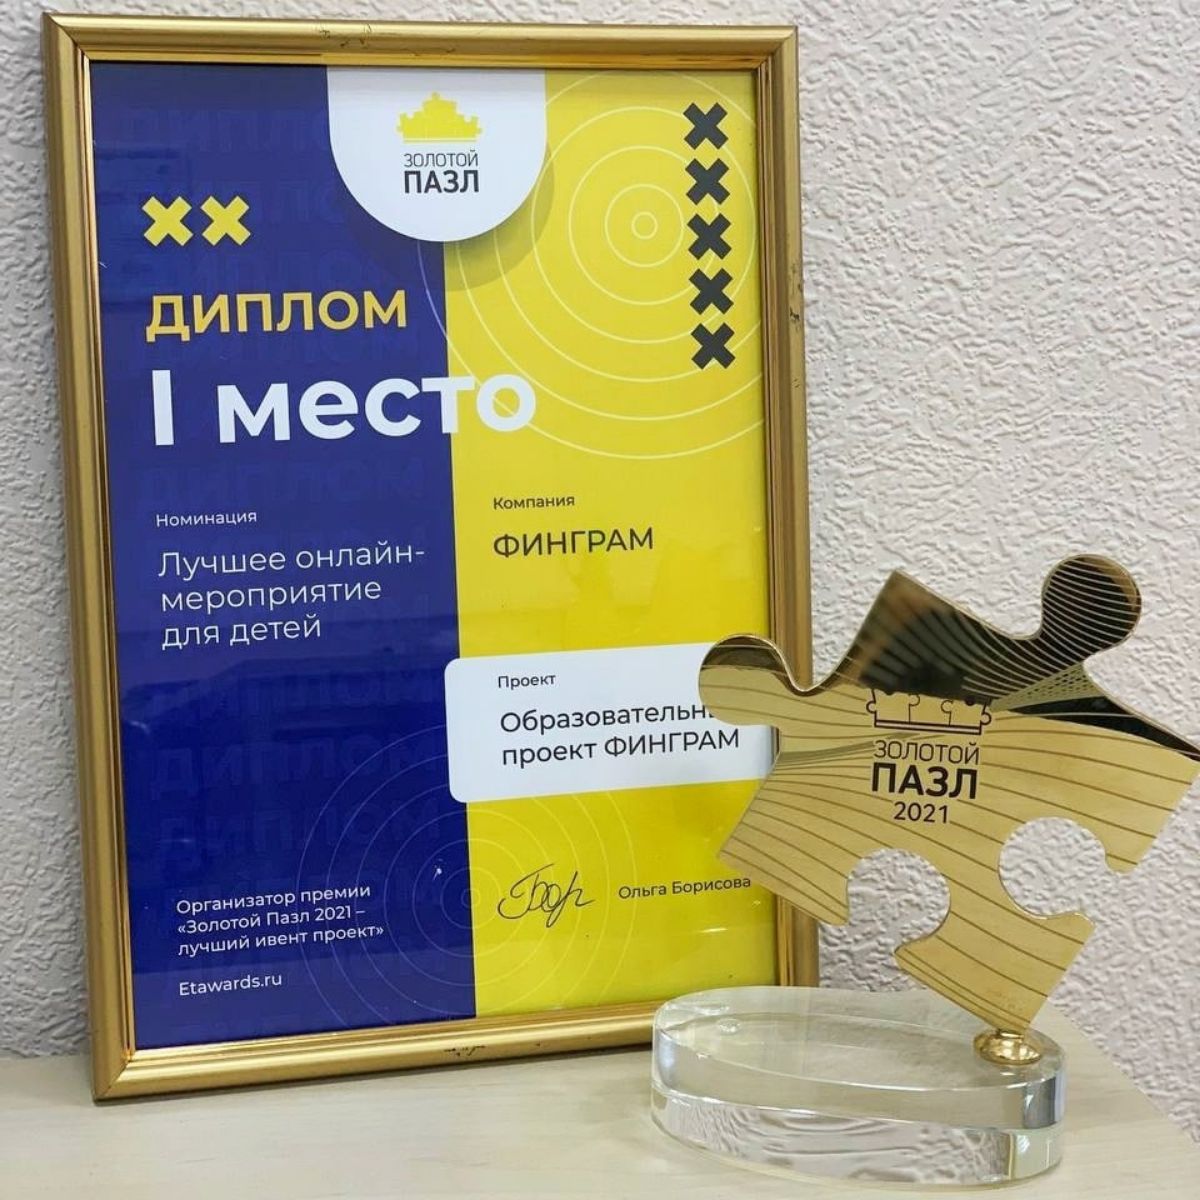 ЗОЛОТОЙ
ПАЗЛ
ДИПЛОМ
I место
Номинация
Лучшее онлайн-
мероприятие
для детей
Компания
ФИНГРАМ
Проект
Образовательн
проект ФИНГРАМ
Организатор премии
«Золотой Пазл 2021 –
лучший ивент проект»
Etawards.ru
Ольга Борисова
ЗОЛОТОЙ
ПАЗЛ
2021